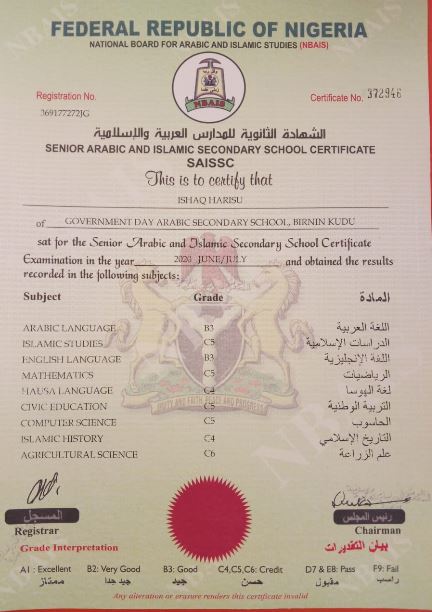 FEDERAL REPUBLIC OF NIGERIA
NATIONAL BOARD FOR ARABIC AND ISLAMIC STUDIES (NBAIS)
NBAIS
Registration No.
369177272JG
Certificate No. 372946
الشهادة الثانوية للمدارس العربية والإسلامية
SENIOR ARABIC AND ISLAMIC SECONDARY SCHOOL CERTIFICATE
SAISSC
This is to certify that
ISHAQ HARISU
of GOVERNMENT DAY ARABIC SECONDARY SCHOOL, BIRNIN KUDU
sat for the Senior Arabic and Islamic Secondary School Certificate
Examination in the year 2020 JUNE/JULY and obtained the results
recorded in the following subjects:
Subject Grade المادة
ARABIC LANGUAGE B3 اللغة العربية
ISLAMIC STUDIES C5 الدراسات الإسلامية
ENGLISH LANGUAGE B3 اللغة الإنجليزية
MATHEMATICS C5 الرياضيات
HAUSA LANGUAGE C4 لغة الهوسا
CIVIC EDUCATION C5 التربية الوطنية
COMPUTER SCIENCE C5 الحاسوب
ISLAMIC HISTORY C4 التاريخ الإسلامي
AGRICULTURAL SCIENCE C6 علم الزراعة
UNITY AND FAITH, PEACE AND PROGRESS
المسجل رئيس المجلس
Registrar Chairman
Grade Interpretation بيان التقديرات
A1 : Excellent B2: Very Good B3: Good C4,C5,C6: Credit D7 & E8: Pass F9: Fail
ممتاز جيد جدا جيد حسن مقبول راسب
Any alteration or erasure renders this certificate invalid